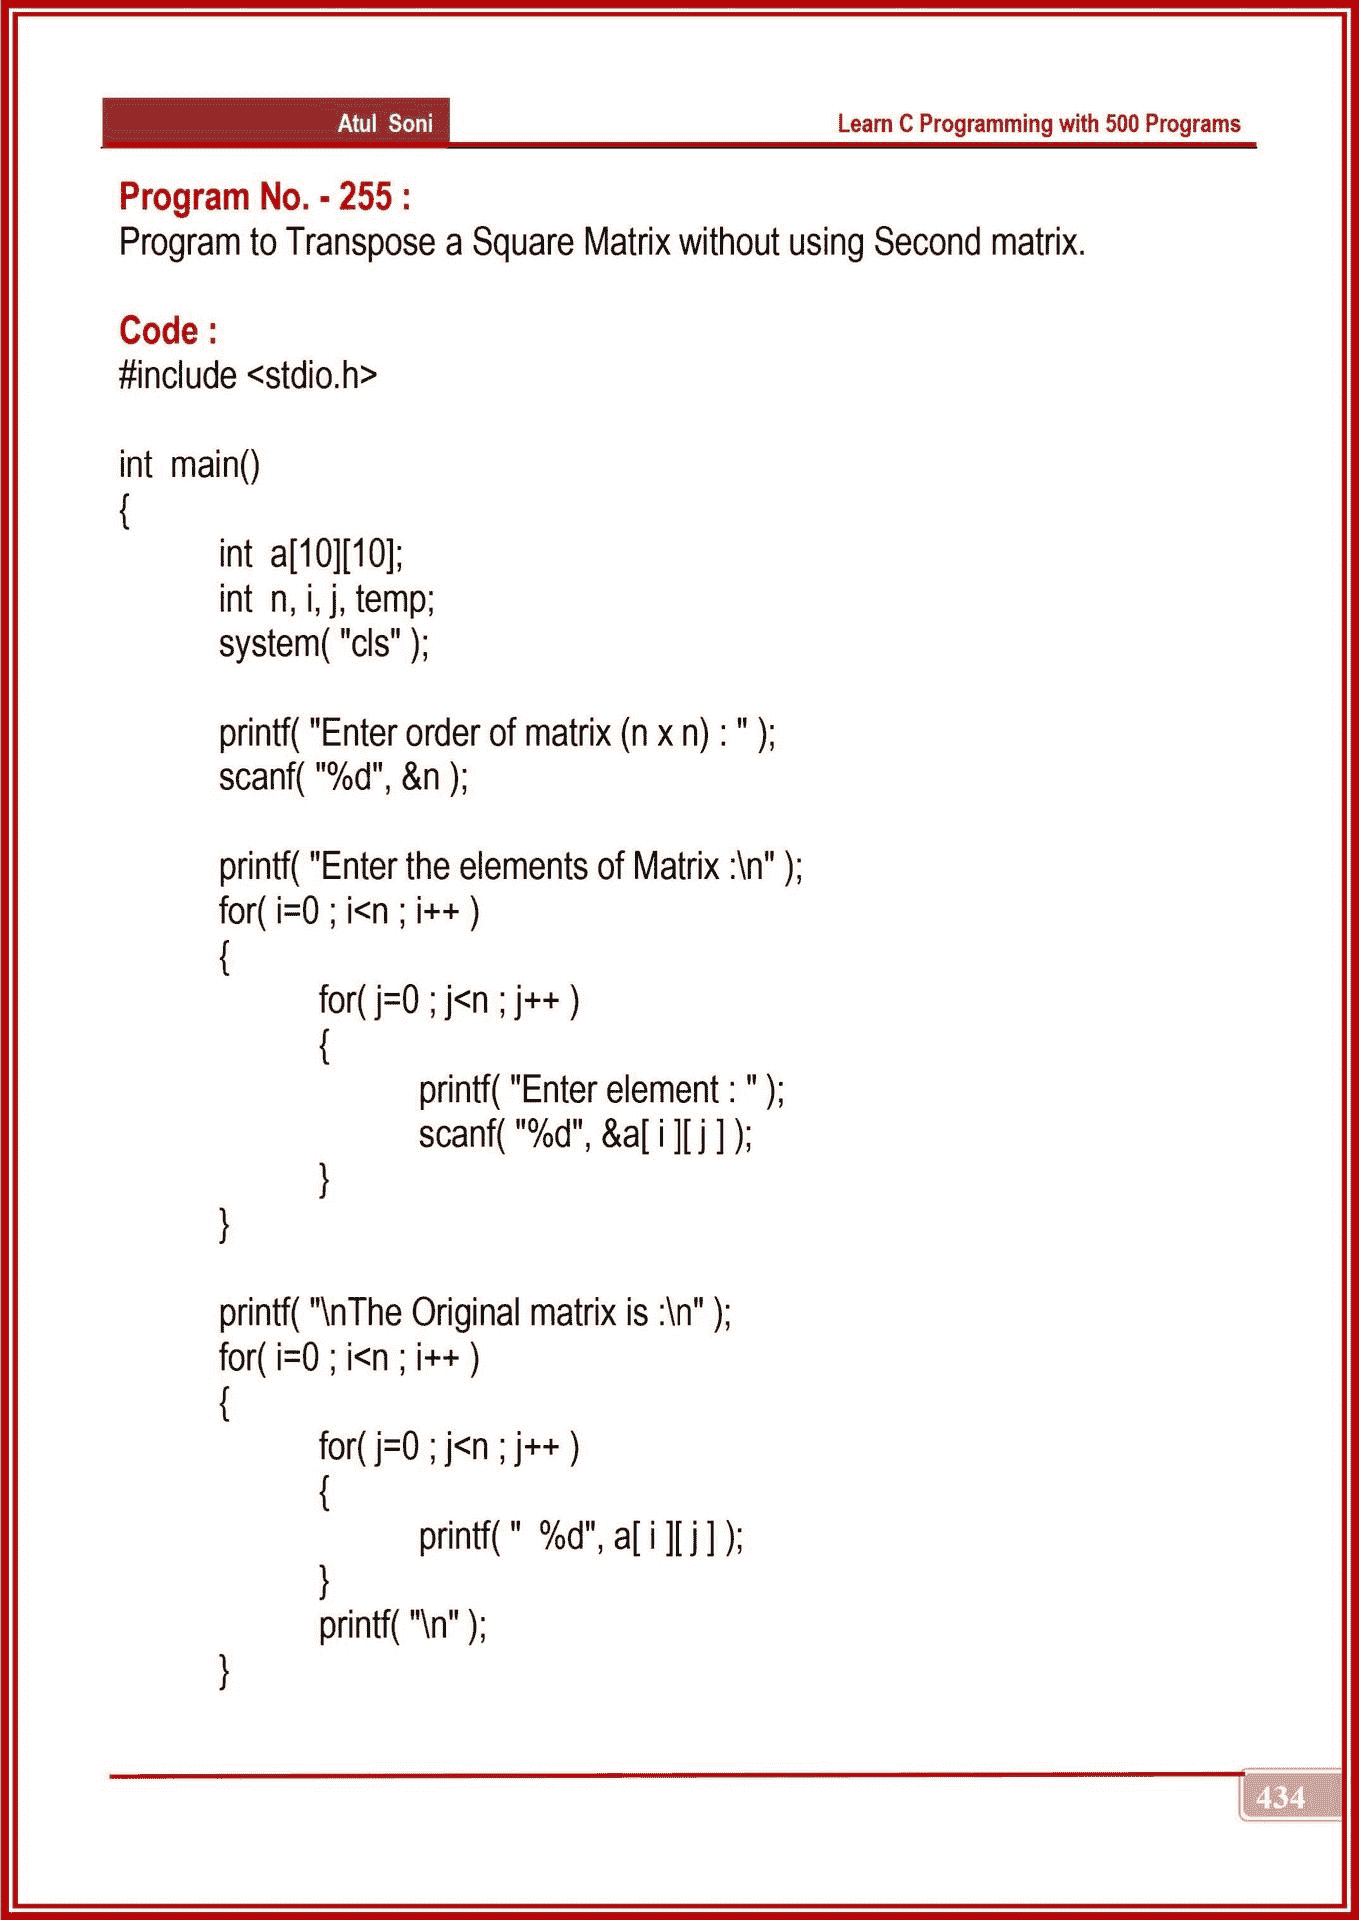 Atul  Soni
Learn C Programming with 500 Programs
Program No. - 255 :
Program to Transpose a Square Matrix without using Second matrix.
Code :
#include <stdio.h>
int  main()
{
int  a[10][10];
int  n, i, j, temp;
system( "cls" );
printf( "Enter order of matrix (n x n) : " );
scanf( "%d", &n );
printf( "Enter the elements of Matrix :\n" );
for( i=0 ; i<n ; i++ )
{
for( j=0 ; j<n ; j++ )
{
printf( "Enter element : " );
scanf( "%d", &a[ i ][ j ] );
}
}
printf( "\nThe Original matrix is :\n" );
for( i=0 ; i<n ; i++ )
{
for( j=0 ; j<n ; j++ )
{
printf( "  %d", a[ i ][ j ] );
}
printf( "\n" );
}
434